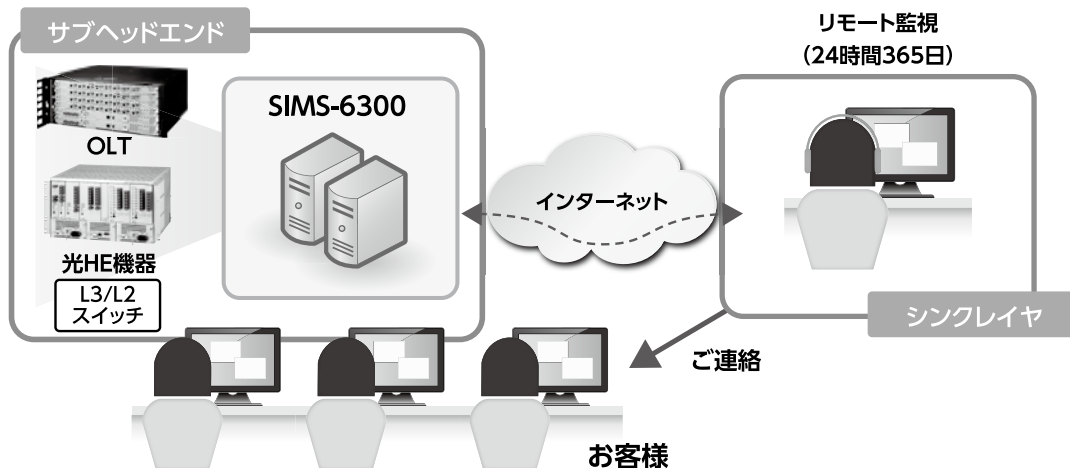 サブヘッドエンド
OLT
光HE機器
L3/L2
スイッチ
SIMS-6300
インターネット
リモート監視
(24時間365日)
シンクレイヤ
ご連絡
お客様